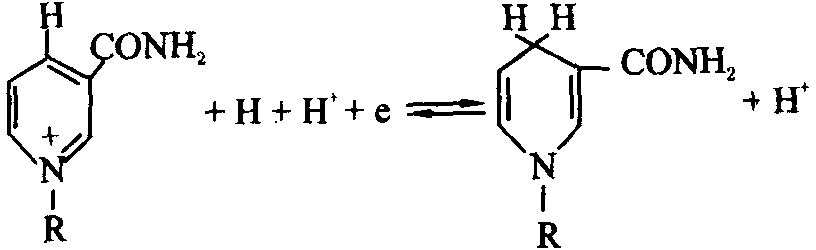 H
CONH₂
+
N
R
+ H + H⁺ + e ⇌
H H
CONH₂
N
R
+ H⁺